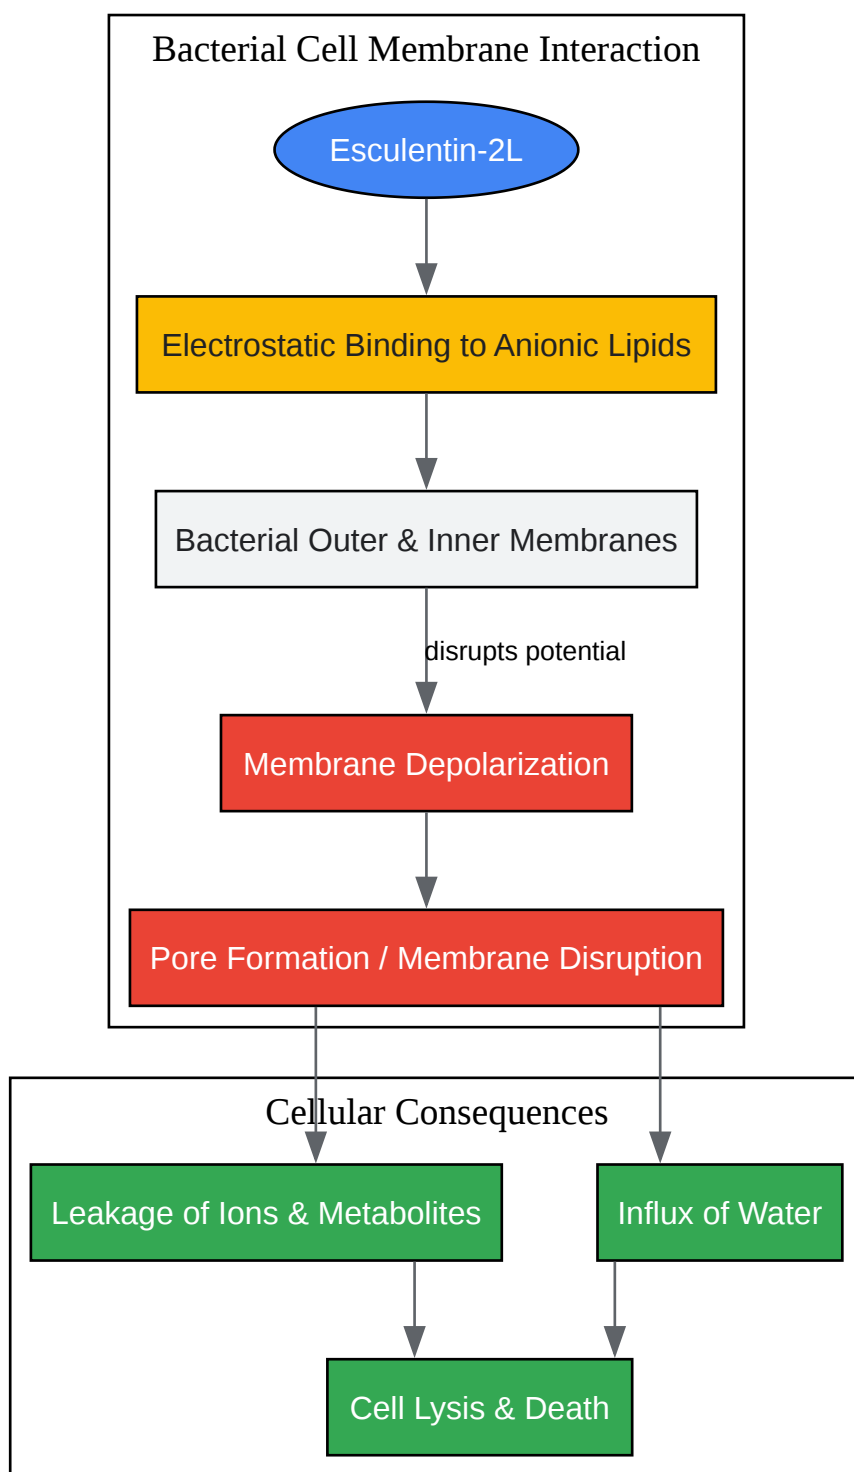 Bacterial Cell Membrane Interaction
Esculentin-2L
Electrostatic Binding to Anionic Lipids
Bacterial Outer & Inner Membranes
disrupts potential
Membrane Depolarization
Pore Formation / Membrane Disruption
Cellular Consequences
Leakage of Ions & Metabolites
Influx of Water
Cell Lysis & Death